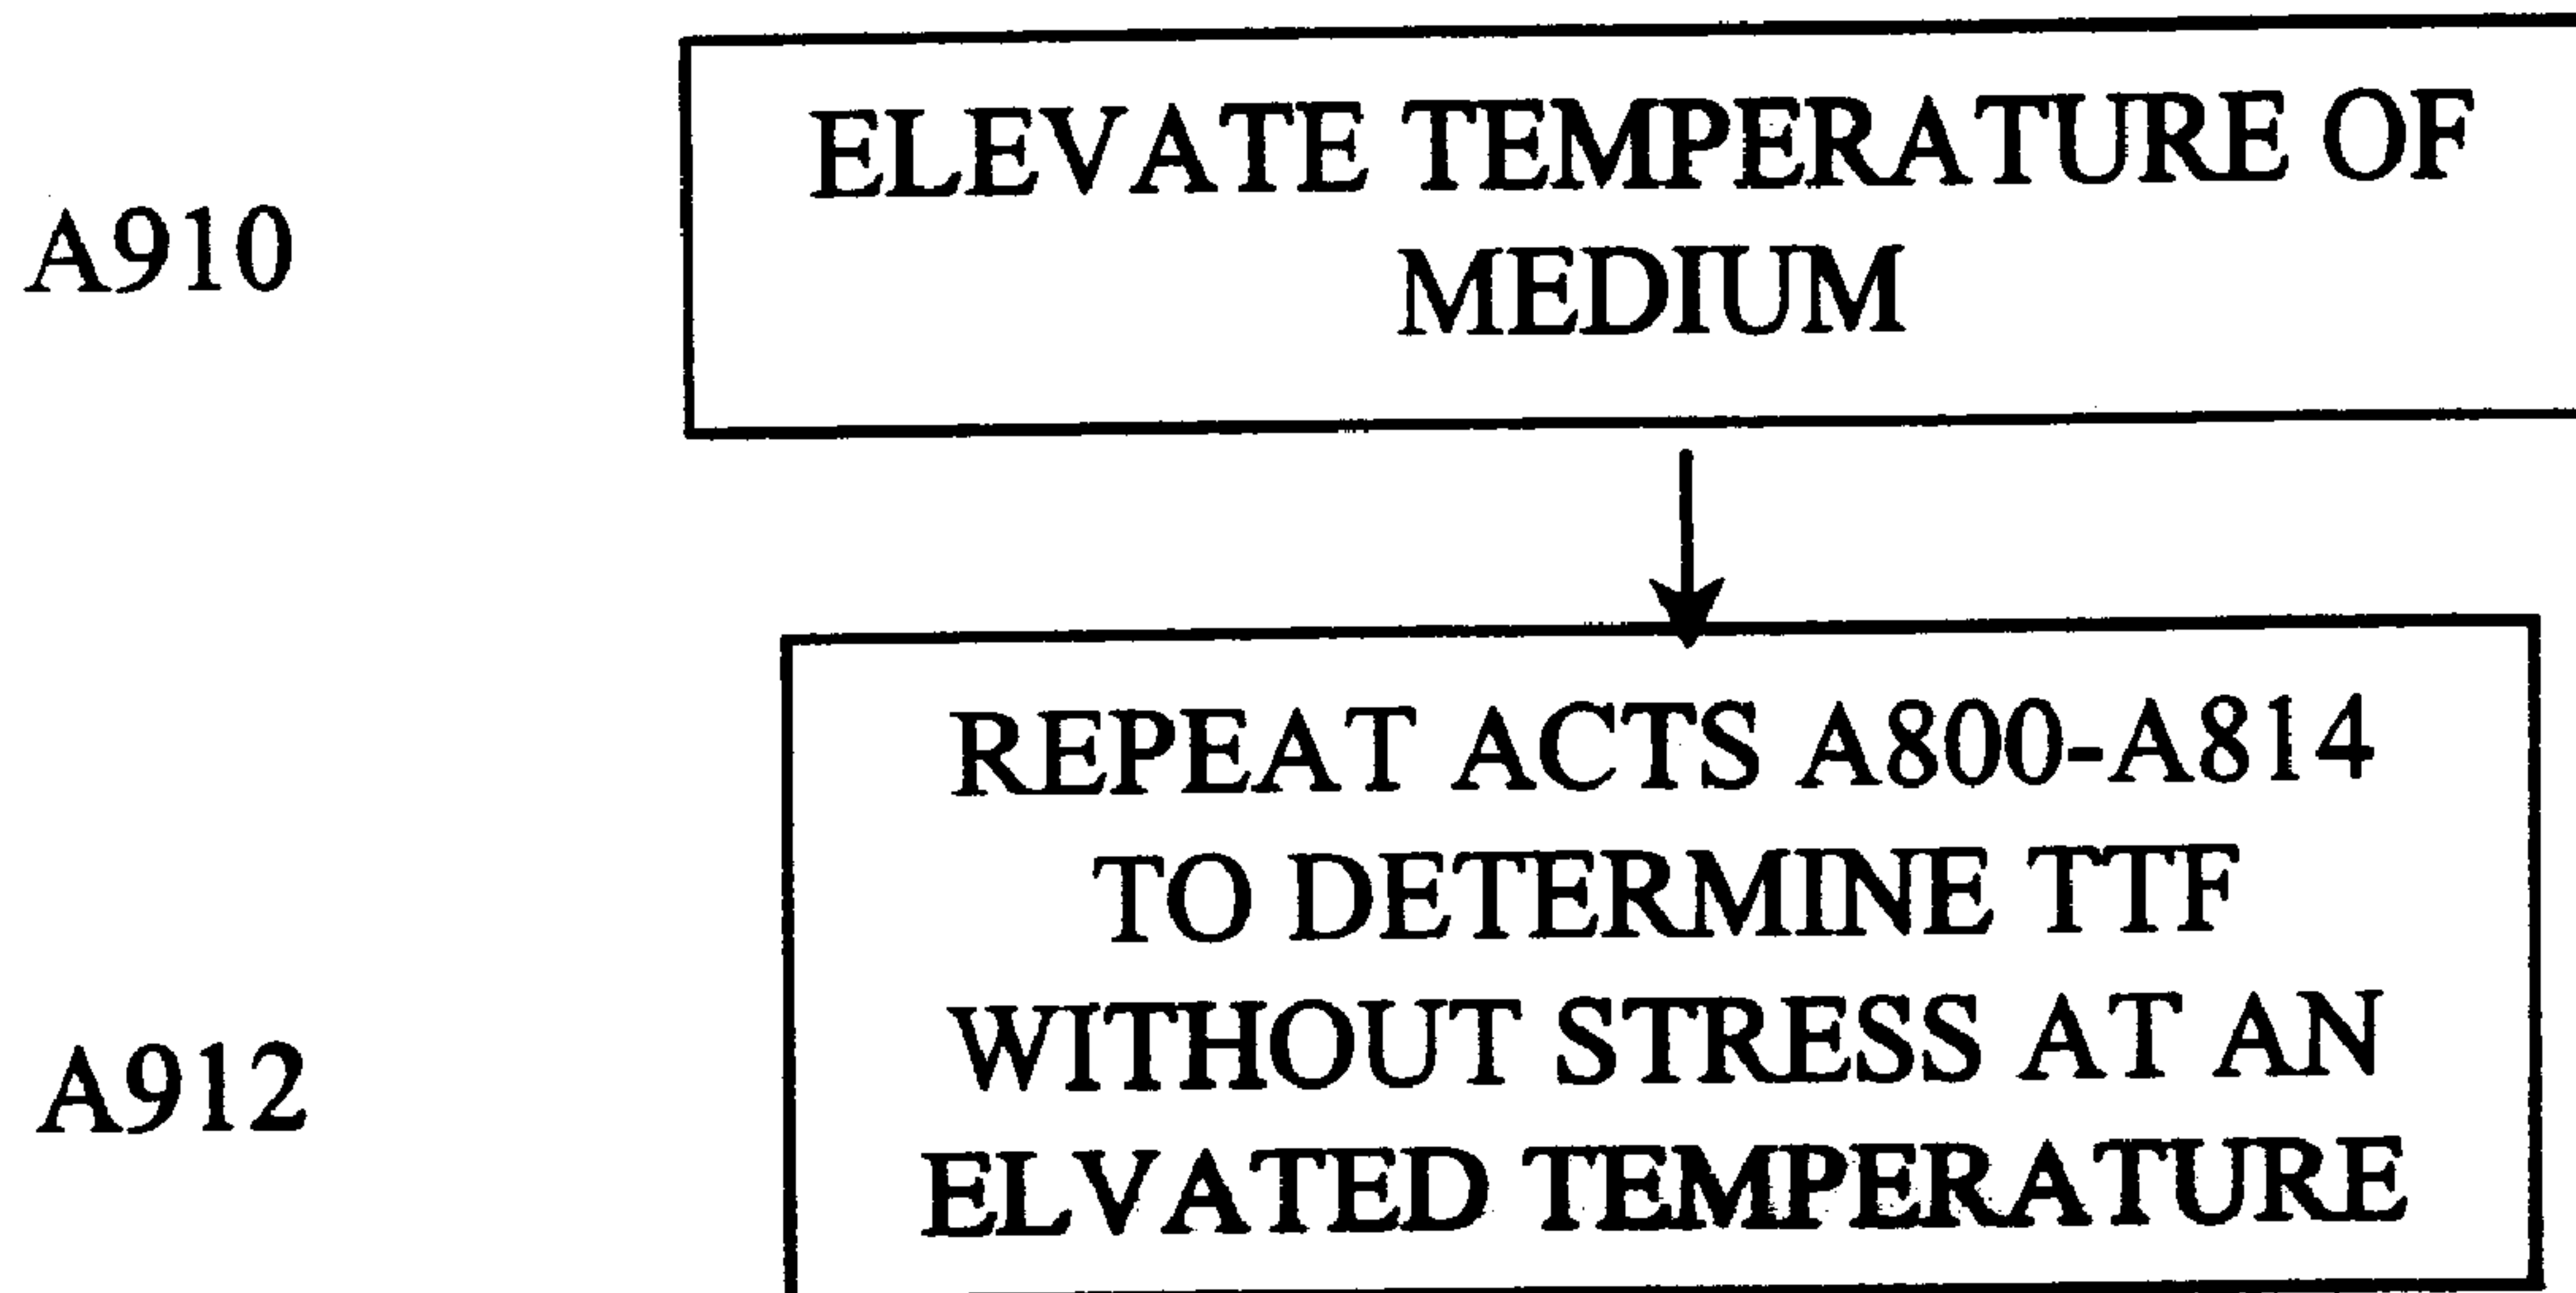 A910
ELEVATE TEMPERATURE OF
MEDIUM
A912
REPEAT ACTS A800-A814
TO DETERMINE TTF
WITHOUT STRESS AT AN
ELVATED TEMPERATURE